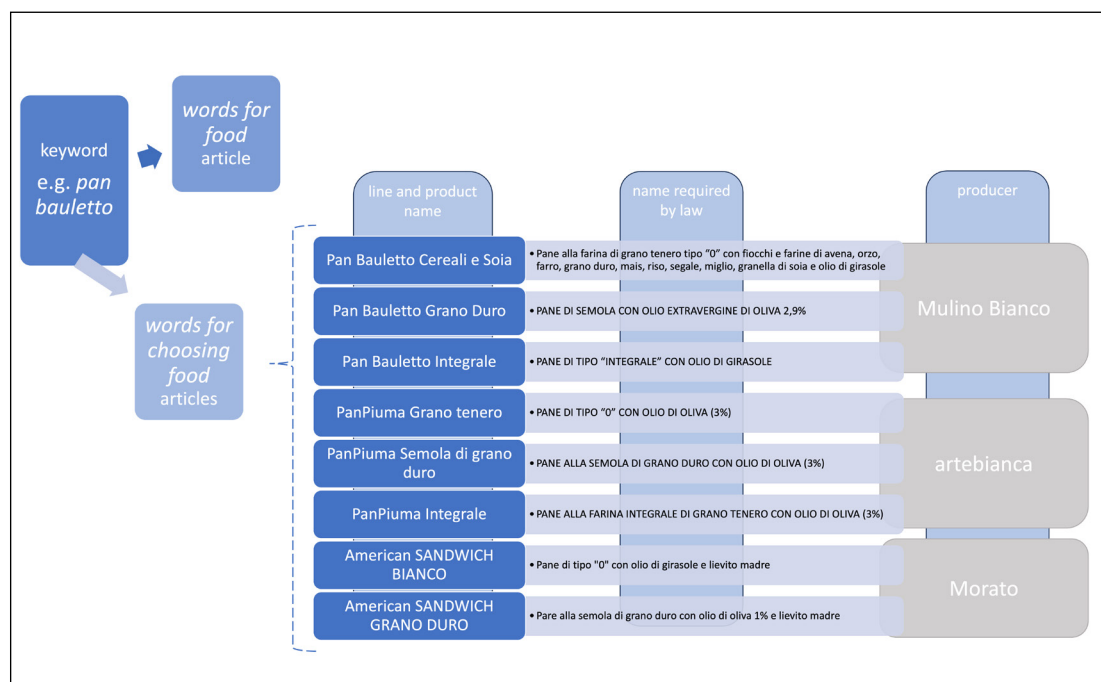 keyword
e.g. pan
bauletto
words for
food
article
words for
choosing
food
articles
line and product
name
name required
by law
producer
Pan Bauletto Cereali e Soia
• Pane alla farina di grano tenero tipo "0" con fiocchi e farine di avena, orzo,
farro, grano duro, mais, riso, segale, miglio, granella di soia e olio di girasole
Pan Bauletto Grano Duro
• PANE DI SEMOLA CON OLIO EXTRAVERGINE DI OLIVA 2,9%
Pan Bauletto Integrale
• PANE DI TIPO "INTEGRALE" CON OLIO DI GIRASOLE
Mulino Bianco
PanPiuma Grano tenero
• PANE DI TIPO "0" CON OLIO DI OLIVA (3%)
PanPiuma Semola di grano
duro
• PANE ALLA SEMOLA DI GRANO DURO CON OLIO DI OLIVA (3%)
PanPiuma Integrale
• PANE ALLA FARINA INTEGRALE DI GRANO TENERO CON OLIO DI OLIVA (3%)
artebianca
American SANDWICH
BIANCO
• Pane di tipo "0" con olio di girasole e lievito madre
American SANDWICH
GRANO DURO
• Pare alla semola di grano duro con olio di oliva 1% e lievito madre
Morato